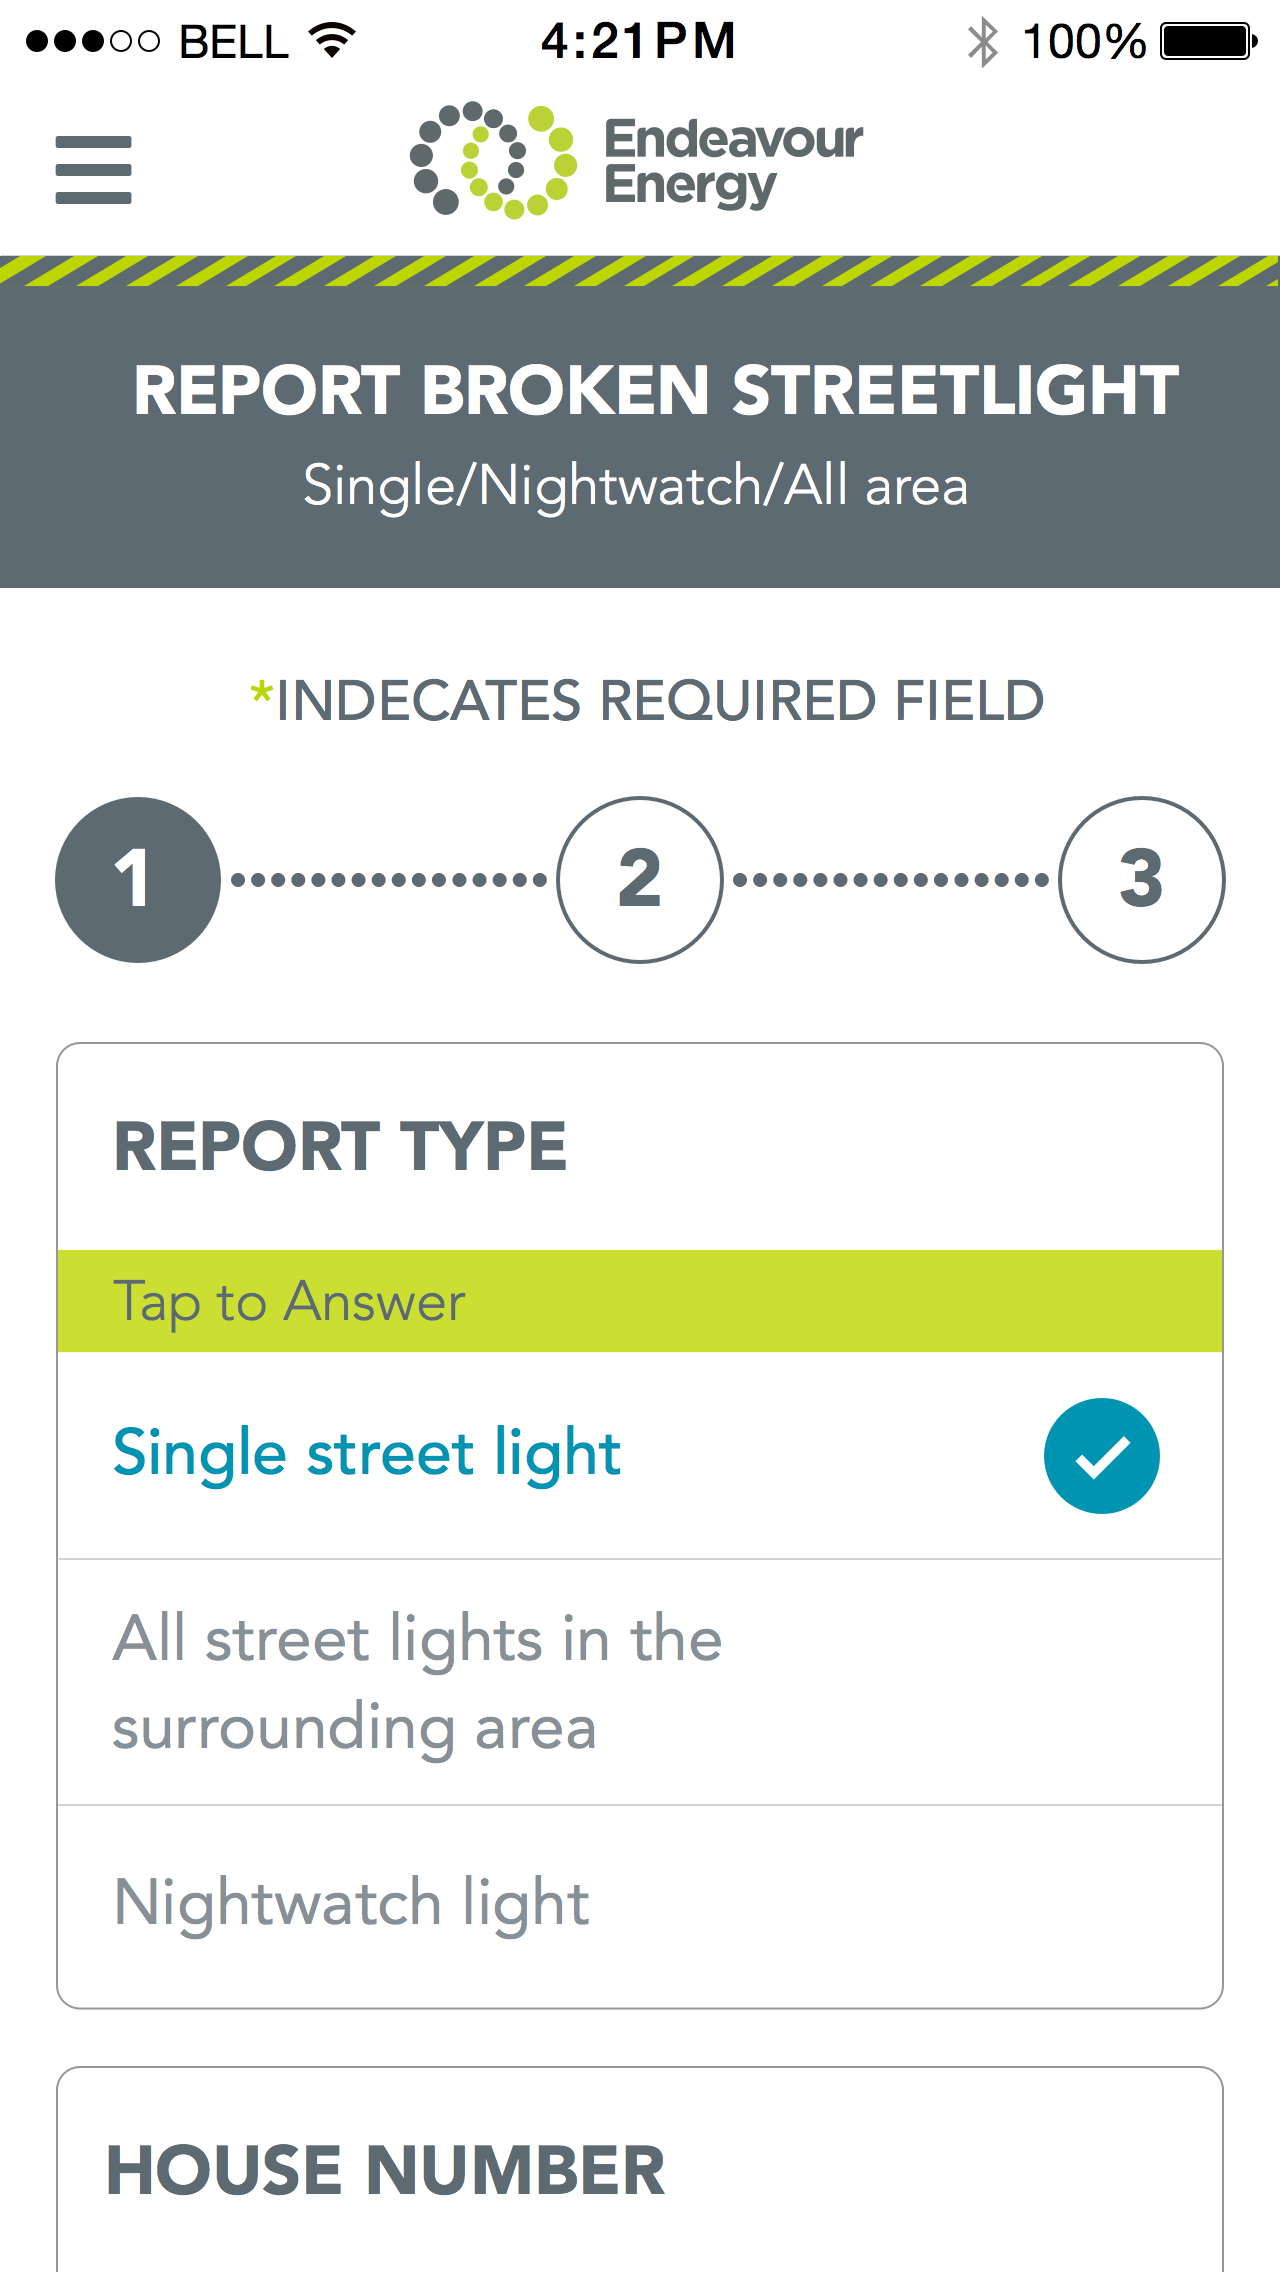 BELL 4:21PM 100%
Endeavour
Energy
REPORT BROKEN STREETLIGHT
Single/Nightwatch/All area
*INDECATES REQUIRED FIELD
1 2 3
REPORT TYPE
Tap to Answer
Single street light
All street lights in the
surrounding area
Nightwatch light
HOUSE NUMBER